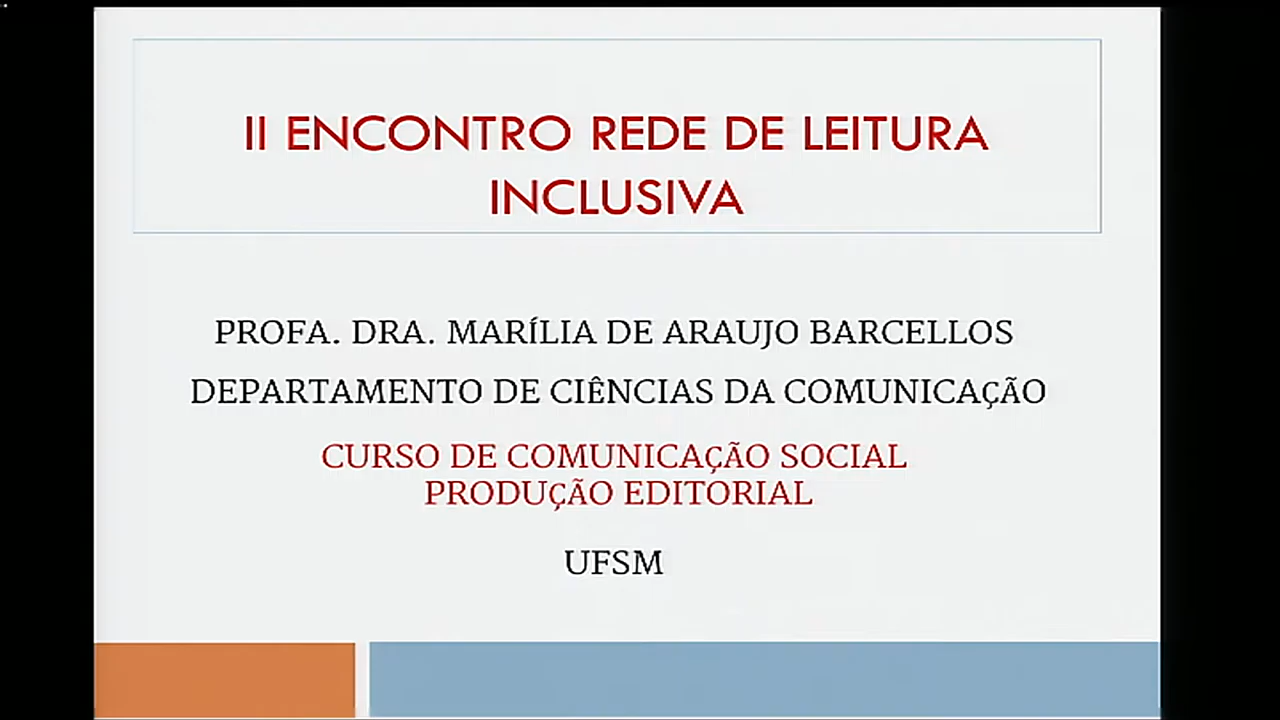 II ENCONTRO REDE DE LEITURA
INCLUSIVA
PROFA. DRA. MARÍLIA DE ARAUJO BARCELLOS
DEPARTAMENTO DE CIÊNCIAS DA COMUNICAÇÃO
CURSO DE COMUNICAÇÃO SOCIAL
PRODUÇÃO EDITORIAL
UFSM